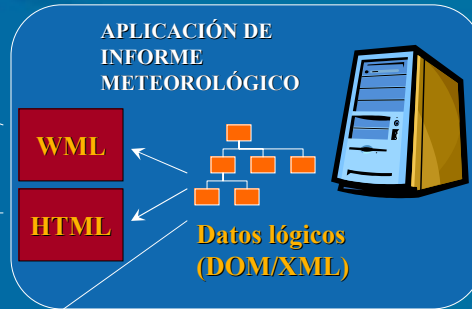 APLICACIÓN DE
INFORME
METEOROLÓGICO
WML
HTML
Datos lógicos
(DOM/XML)